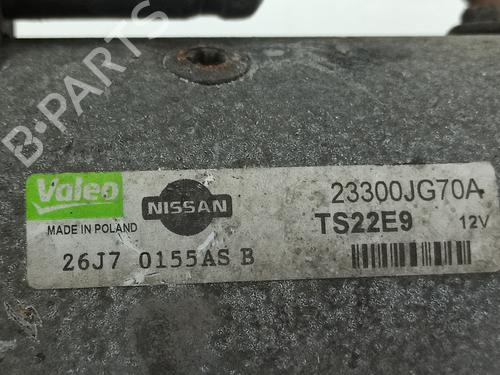 B-PARTS
Valeo NISSAN 23300JG70A
MADE IN POLAND TS22E9 12V
26J7 0155AS B